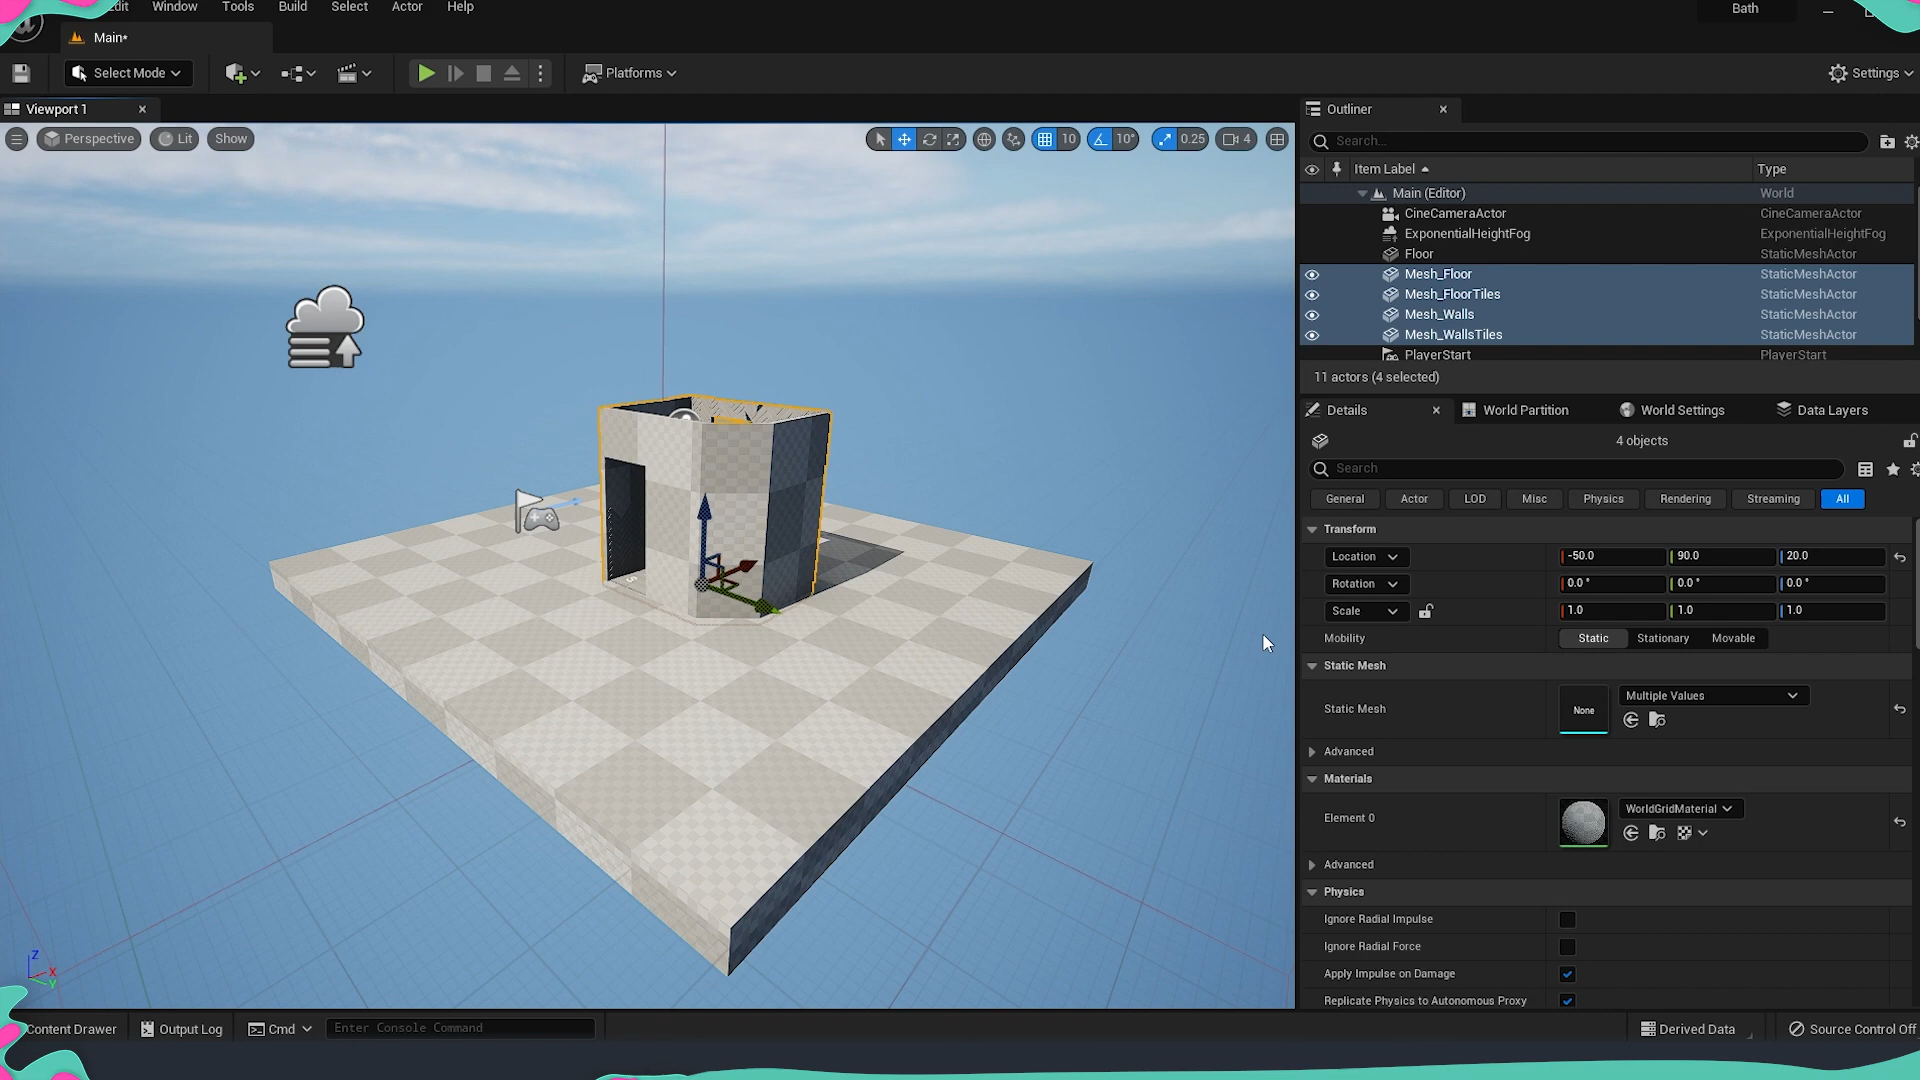 Edit Window Tools Build Select Actor Help
Bath
Main*
Select Mode
Platforms
Settings
Viewport 1
Outliner
Perspective
Lit
Show
10
10°
0.25
4
Search...
Item Label Type
Main (Editor) World
CineCameraActor CineCameraActor
ExponentialHeightFog ExponentialHeightFog
Floor StaticMeshActor
Mesh_Floor StaticMeshActor
Mesh_FloorTiles StaticMeshActor
Mesh_Walls StaticMeshActor
Mesh_WallsTiles StaticMeshActor
PlayerStart PlayerStart
11 actors (4 selected)
Details World Partition World Settings Data Layers
4 objects
Search
General Actor LOD Misc Physics Rendering Streaming All
Transform
Location -50.0 90.0 20.0
Rotation 0.0° 0.0° 0.0°
Scale 1.0 1.0 1.0
Mobility Static Stationary Movable
Static Mesh
Static Mesh None Multiple Values
Advanced
Materials
Element 0 WorldGridMaterial
Advanced
Physics
Ignore Radial Impulse
Ignore Radial Force
Apply Impulse on Damage
Replicate Physics to Autonomous Proxy
Z
X
Y
Content Drawer Output Log Cmd Enter Console Command
Derived Data Source Control Off